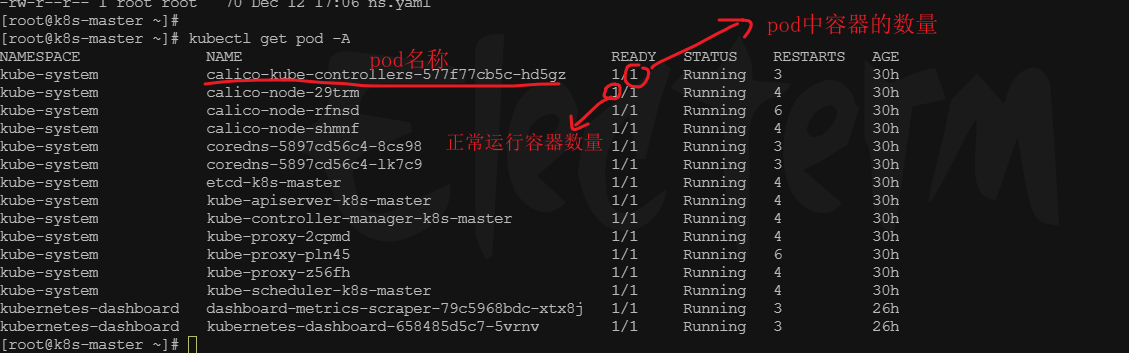 -rw-r--r-- 1 root root   70 Dec 12 17:06 ns.yaml
[root@k8s-master ~]#
[root@k8s-master ~]# kubectl get pod -A
pod中容器的数量
NAMESPACE NAME READY STATUS RESTARTS AGE
pod名称
kube-system calico-kube-controllers-577f77cb5c-hd5gz 1/1 Running 3 30h
kube-system calico-node-29trm 1/1 Running 4 30h
kube-system calico-node-rfnsd 1/1 Running 6 30h
kube-system calico-node-shmnf 1/1 Running 4 30h
正常运行容器数量
kube-system coredns-5897cd56c4-8cs98 1/1 Running 3 30h
kube-system coredns-5897cd56c4-lk7c9 1/1 Running 3 30h
kube-system etcd-k8s-master 1/1 Running 4 30h
kube-system kube-apiserver-k8s-master 1/1 Running 4 30h
kube-system kube-controller-manager-k8s-master 1/1 Running 4 30h
kube-system kube-proxy-2cpmd 1/1 Running 4 30h
kube-system kube-proxy-pln45 1/1 Running 6 30h
kube-system kube-proxy-z56fh 1/1 Running 4 30h
kube-system kube-scheduler-k8s-master 1/1 Running 4 30h
kubernetes-dashboard dashboard-metrics-scraper-79c5968bdc-xtx8j 1/1 Running 3 26h
kubernetes-dashboard kubernetes-dashboard-658485d5c7-5vrnv 1/1 Running 3 26h
[root@k8s-master ~]#
electerm